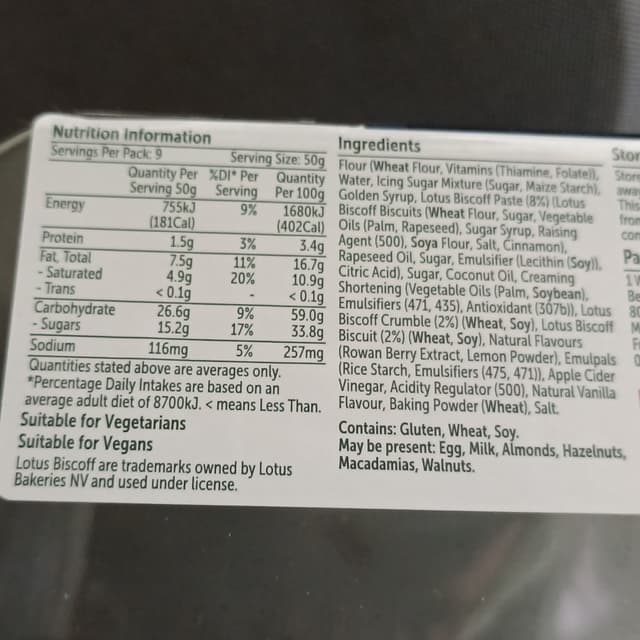 Nutrition Information
Servings Per Pack: 9 Serving Size: 50g
Quantity Per Serving 50g %DI* Per Serving Quantity Per 100g
Energy 755kJ 9% 1680kJ
(181Cal) (402Cal)
Protein 1.5g 3% 3.4g
Fat, Total 7.5g 11% 16.7g
- Saturated 4.9g 20% 10.9g
- Trans < 0.1g - < 0.1g
Carbohydrate 26.6g 9% 59.0g
- Sugars 15.2g 17% 33.8g
Sodium 116mg 5% 257mg
Quantities stated above are averages only.
*Percentage Daily Intakes are based on an
average adult diet of 8700kJ. < means Less Than.
Suitable for Vegetarians
Suitable for Vegans
Lotus Biscoff are trademarks owned by Lotus
Bakeries NV and used under license.
Ingredients
Flour (Wheat Flour, Vitamins (Thiamine, Folate)),
Water, Icing Sugar Mixture (Sugar, Maize Starch),
Golden Syrup, Lotus Biscoff Paste (8%) (Lotus
Biscoff Biscuits (Wheat Flour, Sugar, Vegetable
Oils (Palm, Rapeseed), Sugar Syrup, Raising
Agent (500), Soya Flour, Salt, Cinnamon),
Rapeseed Oil, Sugar, Emulsifier (Lecithin (Soy)),
Citric Acid), Sugar, Coconut Oil, Creaming
Shortening (Vegetable Oils (Palm, Soybean),
Emulsifiers (471, 435), Antioxidant (307b)), Lotus
Biscoff Crumble (2%) (Wheat, Soy), Lotus Biscoff
Biscuit (2%) (Wheat, Soy), Natural Flavours
(Rowan Berry Extract, Lemon Powder), Emulpals
(Rice Starch, Emulsifiers (475, 471)), Apple Cider
Vinegar, Acidity Regulator (500), Natural Vanilla
Flavour, Baking Powder (Wheat), Salt.
Contains: Gluten, Wheat, Soy.
May be present: Egg, Milk, Almonds, Hazelnuts,
Macadamias, Walnuts.